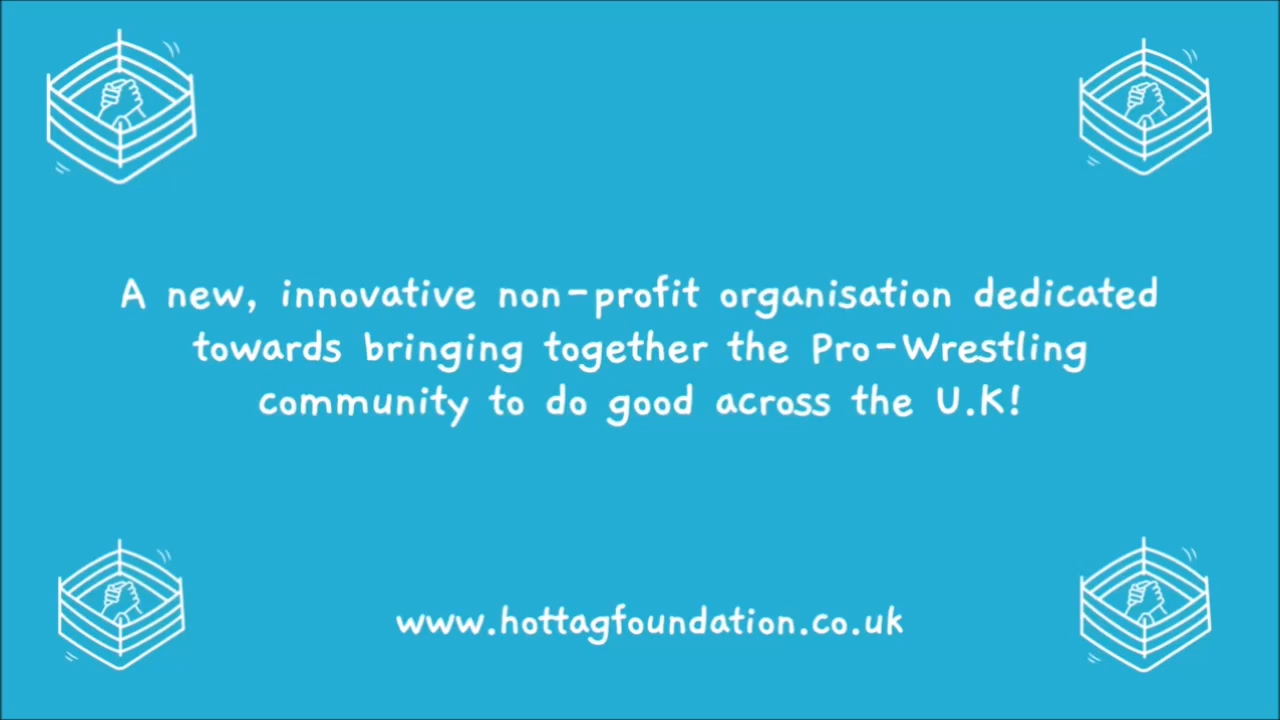 A new, innovative non-profit organisation dedicated
towards bringing together the Pro-Wrestling
community to do good across the U.K!
www.hottagfoundation.co.uk